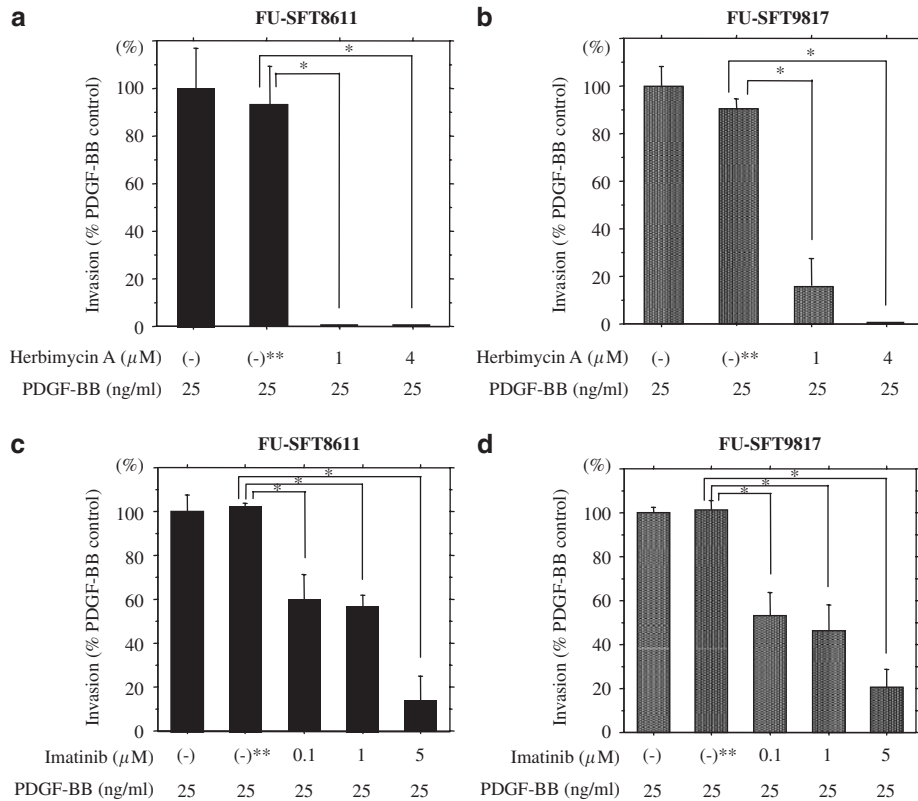 a
FU-SFT8611
(%)
*
*
100
80
60
40
20
0
Invasion (% PDGF-BB control)
Herbimycin A (µM) (-) (-)** 1 4
PDGF-BB (ng/ml) 25 25 25 25
b
FU-SFT9817
(%)
*
*
100
80
60
40
20
0
Invasion (% PDGF-BB control)
Herbimycin A (µM) (-) (-)** 1 4
PDGF-BB (ng/ml) 25 25 25 25
c
FU-SFT8611
(%)
*
*
*
100
80
60
40
20
0
Invasion (% PDGF-BB control)
Imatinib (µM) (-) (-)** 0.1 1 5
PDGF-BB (ng/ml) 25 25 25 25 25
d
FU-SFT9817
(%)
*
*
*
100
80
60
40
20
0
Invasion (% PDGF-BB control)
Imatinib (µM) (-) (-)** 0.1 1 5
PDGF-BB (ng/ml) 25 25 25 25 25